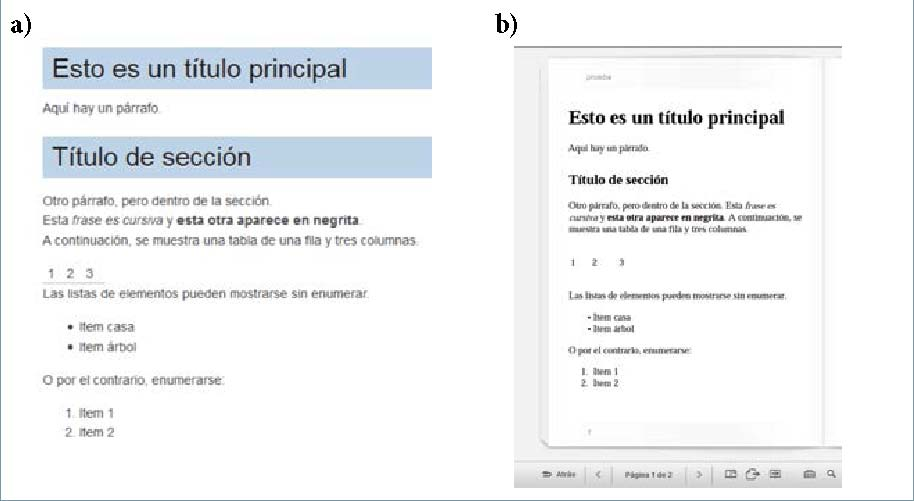 a)
Esto es un título principal
Aquí hay un párrafo.
Título de sección
Otro párrafo, pero dentro de la sección.
Esta frase es cursiva y esta otra aparece en negrita.
A continuación, se muestra una tabla de una fila y tres columnas.
1 2 3
Las listas de elementos pueden mostrarse sin enumerar.
• Item casa
• Item árbol
O por el contrario, enumerarse:
1. Item 1
2. Item 2
b)
prueba
Esto es un título principal
Aquí hay un párrafo.
Título de sección
Otro párrafo, pero dentro de la sección. Esta frase es
cursiva y esta otra aparece en negrita. A continuación, se
muestra una tabla de una fila y tres columnas.
1 2 3
Las listas de elementos pueden mostrarse sin enumerar.
• Item casa
• Item árbol
O por el contrario, enumerarse:
1. Item 1
2. Item 2
Atrás
Página 1 de 2